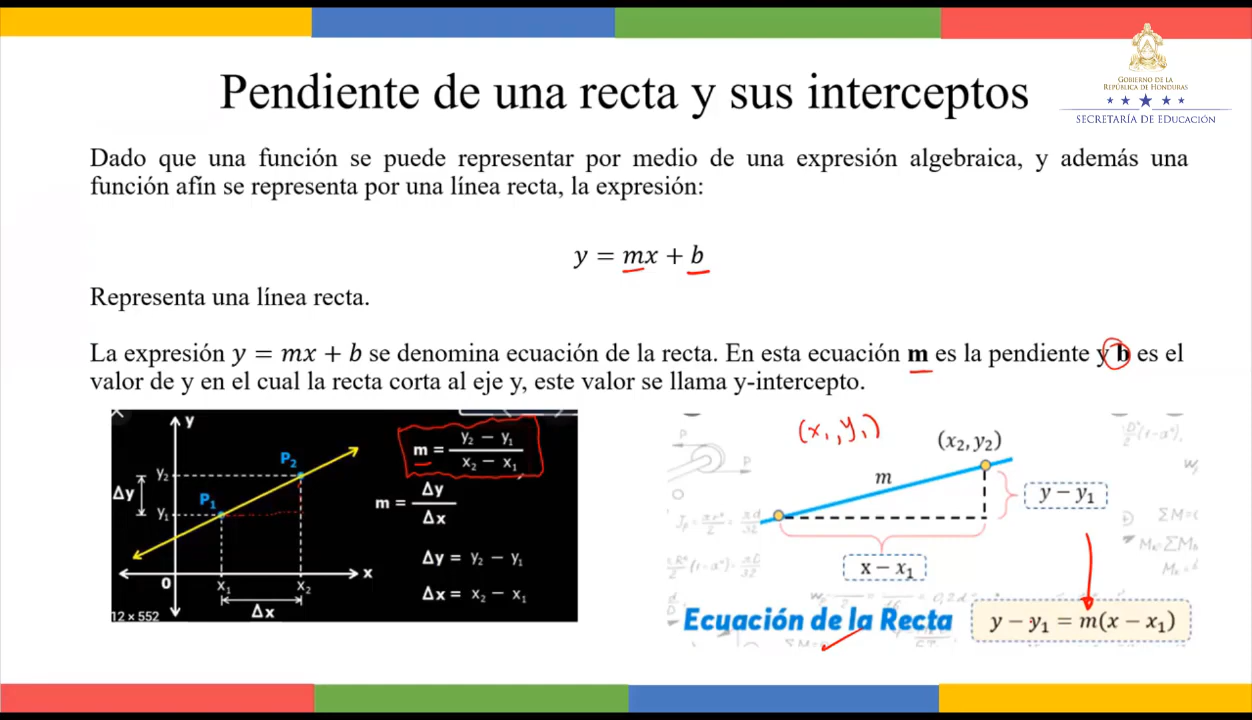 GOBIERNO DE LA
REPÚBLICA DE HONDURAS
SECRETARÍA DE EDUCACIÓN
Pendiente de una recta y sus interceptos
Dado que una función se puede representar por medio de una expresión algebraica, y además una
función afín se representa por una línea recta, la expresión:
y = mx + b
Representa una línea recta.
La expresión y = mx + b se denomina ecuación de la recta. En esta ecuación m es la pendiente y b es el
valor de y en el cual la recta corta al eje y, este valor se llama y-intercepto.
y
P₂
y₂
Δy
P₁
y₁
0
x₁
x₂
x
Δx
12 x 552
m = (y₂ − y₁) / (x₂ − x₁)
m = Δy / Δx
Δy = y₂ − y₁
Δx = x₂ − x₁
(x₁, y₁)
(x₂, y₂)
m
y − y₁
x − x₁
Ecuación de la Recta
y − y₁ = m(x − x₁)